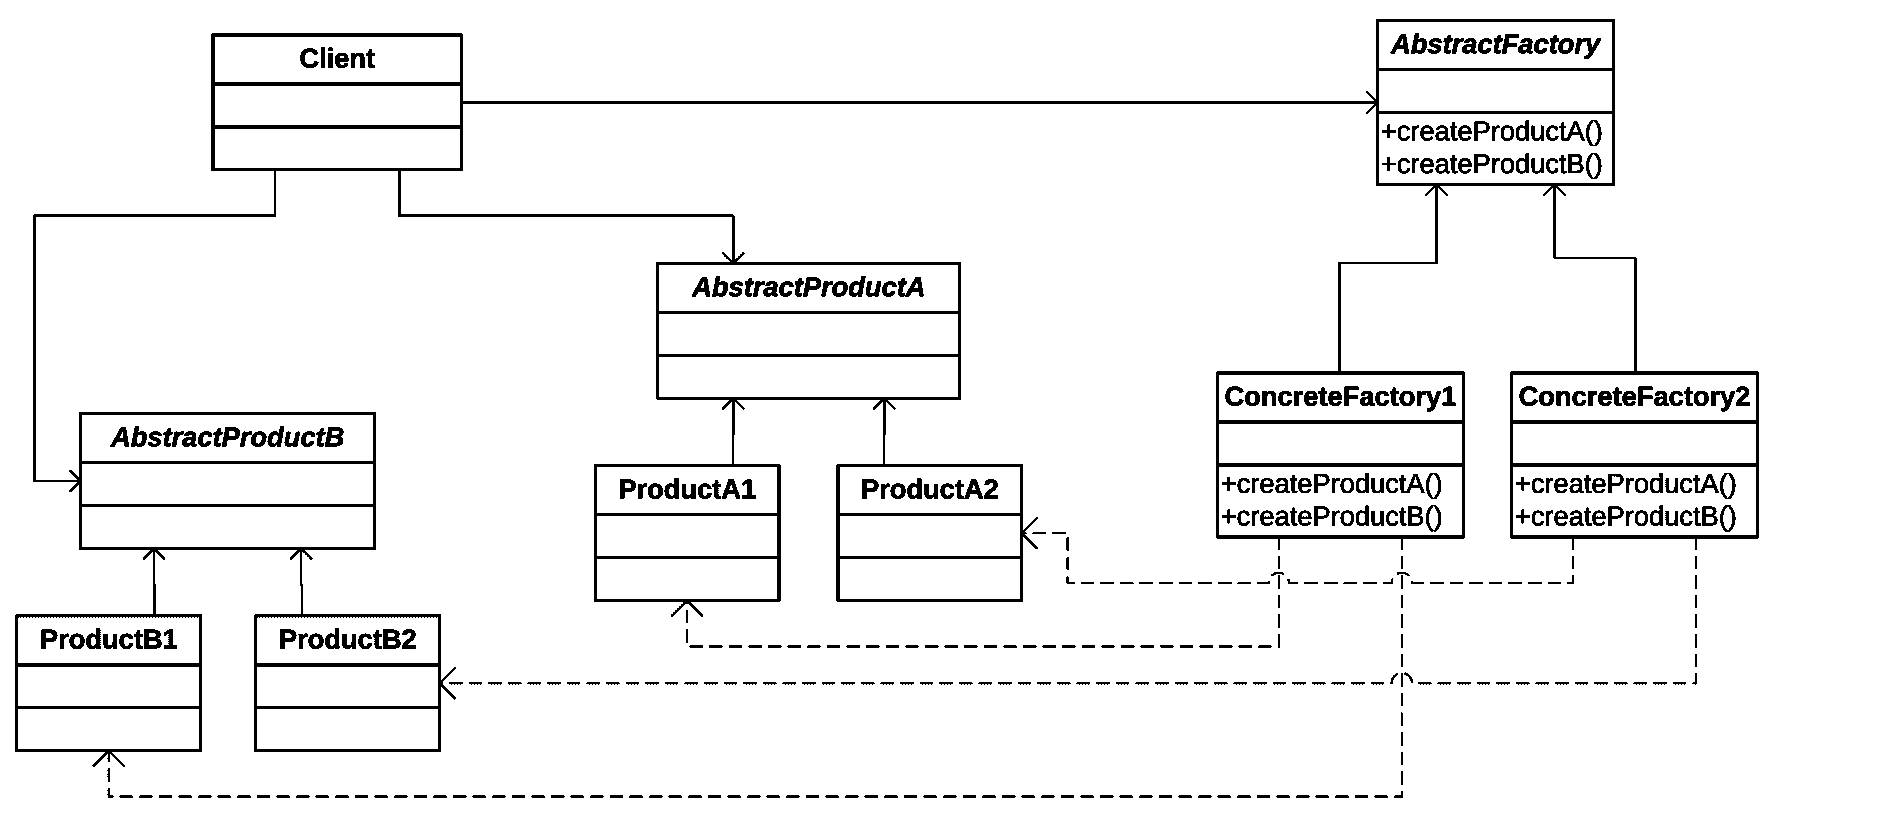 Client
AbstractFactory
+createProductA()
+createProductB()
AbstractProductA
AbstractProductB
ConcreteFactory1
+createProductA()
+createProductB()
ConcreteFactory2
+createProductA()
+createProductB()
ProductA1
ProductA2
ProductB1
ProductB2